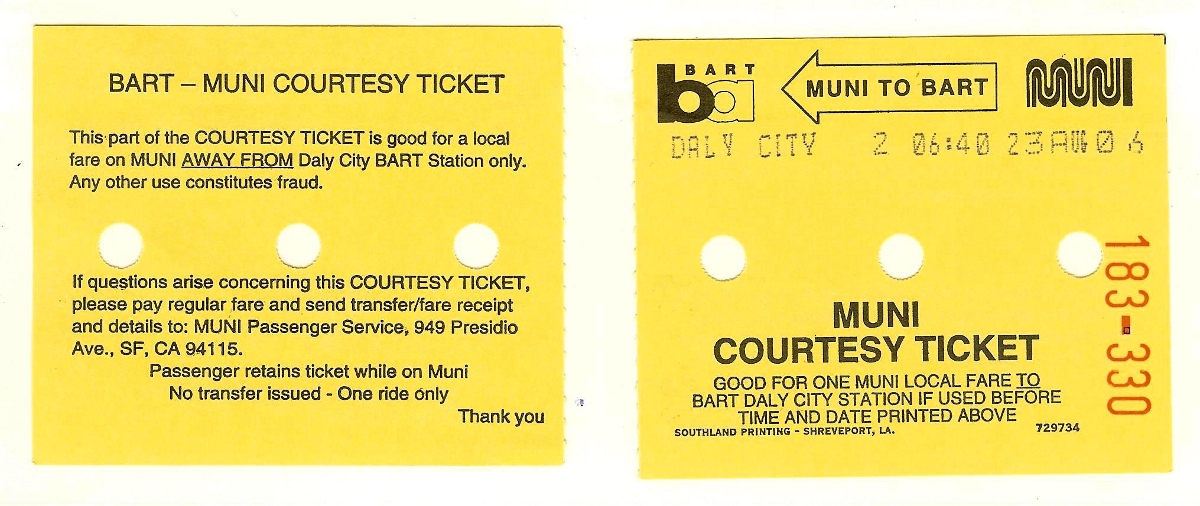 BART – MUNI COURTESY TICKET
This part of the COURTESY TICKET is good for a local
fare on MUNI AWAY FROM Daly City BART Station only.
Any other use constitutes fraud.
If questions arise concerning this COURTESY TICKET,
please pay regular fare and send transfer/fare receipt
and details to: MUNI Passenger Service, 949 Presidio
Ave., SF, CA 94115.
Passenger retains ticket while on Muni
No transfer issued - One ride only
Thank you
BART
ba
MUNI TO BART
MUNI
DALY CITY 2 06:40 23AUG06
183-330
MUNI
COURTESY TICKET
GOOD FOR ONE MUNI LOCAL FARE TO
BART DALY CITY STATION IF USED BEFORE
TIME AND DATE PRINTED ABOVE
SOUTHLAND PRINTING - SHREVEPORT, LA. 729734